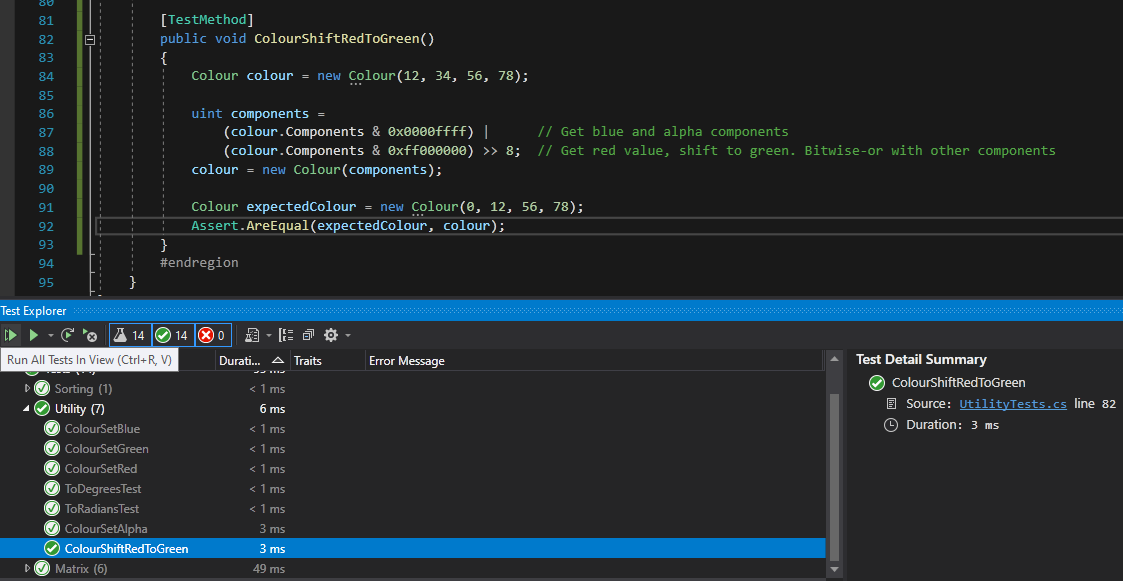 80
81 [TestMethod]
82 public void ColourShiftRedToGreen()
83 {
84 Colour colour = new Colour(12, 34, 56, 78);
85
86 uint components =
87 (colour.Components & 0x0000ffff) | // Get blue and alpha components
88 (colour.Components & 0xff000000) >> 8; // Get red value, shift to green. Bitwise-or with other components
89 colour = new Colour(components);
90
91 Colour expectedColour = new Colour(0, 12, 56, 78);
92 Assert.AreEqual(expectedColour, colour);
93 }
94 #endregion
95 }
Test Explorer
14 14 0
Run All Tests In View (Ctrl+R, V)
Durati... Traits Error Message
Sorting (1) < 1 ms
Utility (7) 6 ms
ColourSetBlue < 1 ms
ColourSetGreen < 1 ms
ColourSetRed < 1 ms
ToDegreesTest < 1 ms
ToRadiansTest < 1 ms
ColourSetAlpha 3 ms
ColourShiftRedToGreen 3 ms
Matrix (6) 49 ms
Test Detail Summary
ColourShiftRedToGreen
Source: UtilityTests.cs line 82
Duration: 3 ms